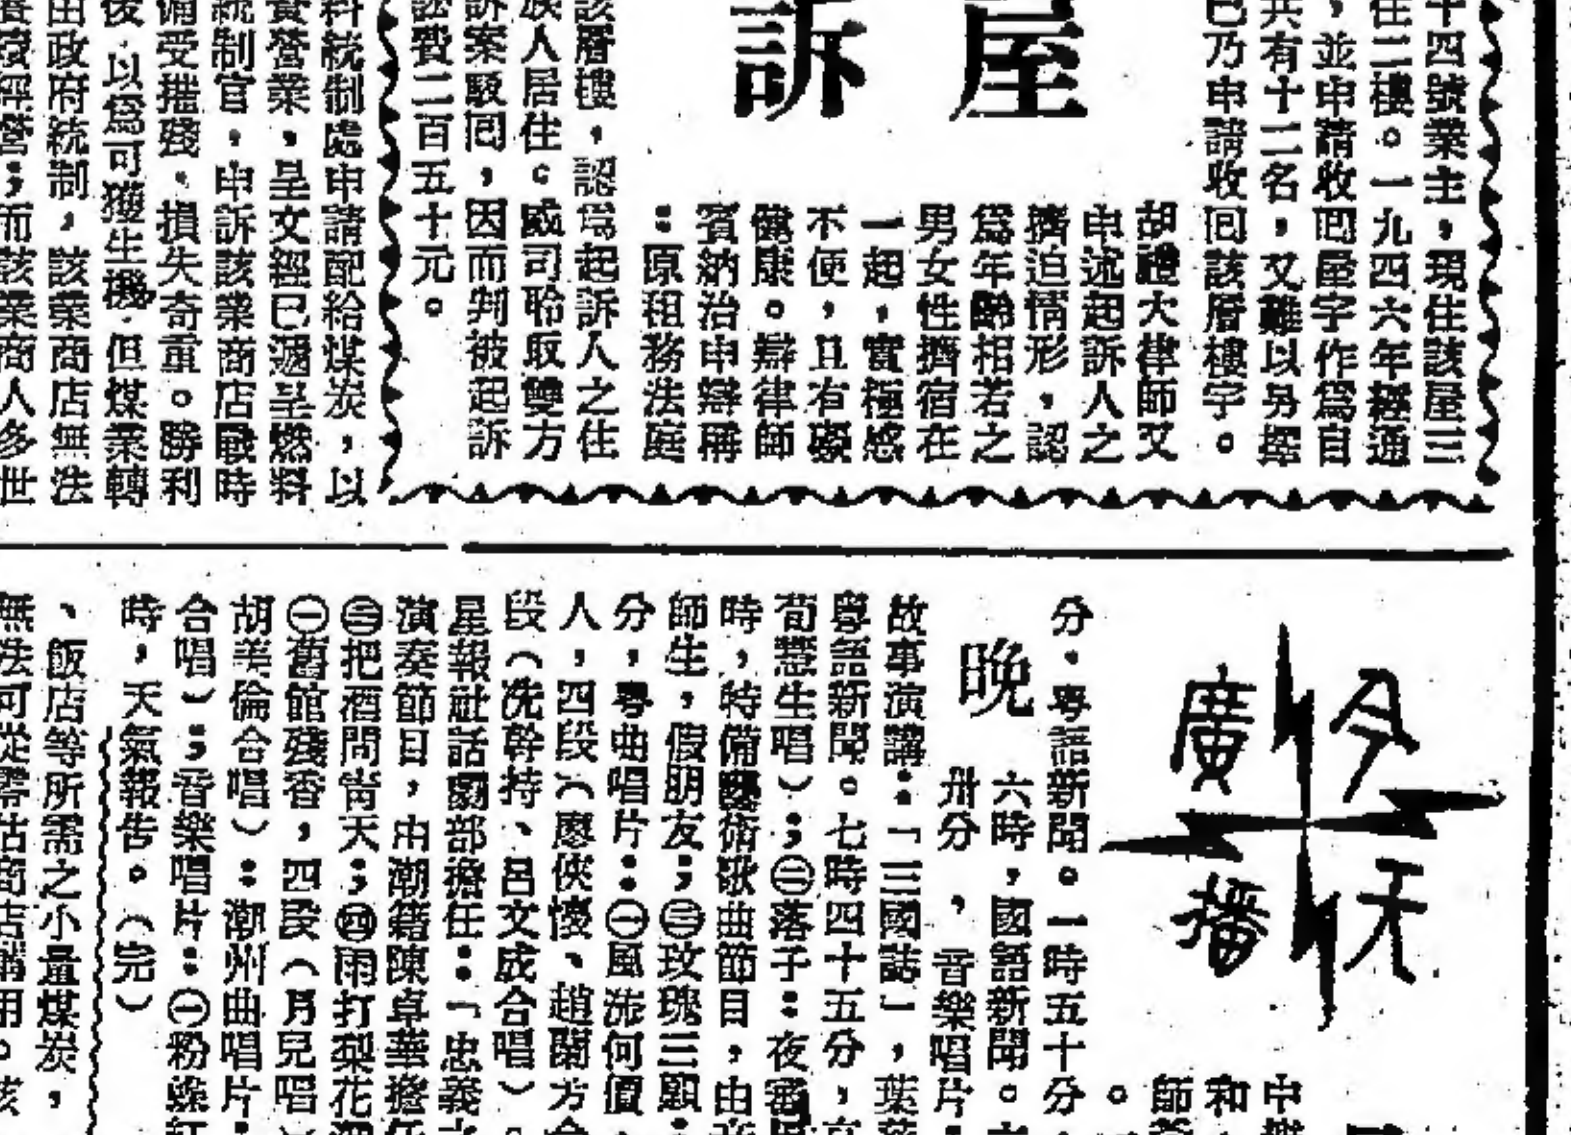 屋
訴
十四號業主，現住該屋三
住二樓。一九四六年經通
，並申請收回屋宇作爲自
共有十二名，又難以另擇
已乃申請收回該層樓宇。
胡禮大律師又
申述起訴人之
擠迫情形，認
爲年齡相若之
男女性擠宿在
一起，實極感
不便，且有礙
健康。辯律師
賓納治申辯稱
：原租務法庭
該層樓，認爲起訴人之住
族人居住。威司聆取雙方
訴案駁回，因而判被起訴
訟費二百五十元。
料統制處申請配給煤炭，以
營業，呈文經已遞呈燃料
統制官，申訴該業商店戰時
備受摧殘，損失奇重。勝利
後，以爲可獲生機，但煤業轉
由政府統制，該業商店無法
經營；而該業商人多世
今天
廣播
中
和
師
分，粵語新聞。一時五十分
。
晚
六時，國語新聞。
卅分，音樂唱片：
故事演講：「三國誌」，葉
粵語新聞。七時四十五分，
荀慧生唱）；㊁落子：夜審
時，特備藝術歌曲節目，由
師生，假朋友；㊂玫瑰三願：
分，粵曲唱片：㊀風流何價，
人，四段（廖俠懷、趙蘭芳合
段（冼幹持、呂文成合唱）。
星報社話劇部擔任：「忠義
演奏節目，由潮籍陳卓華擔任
㊂把酒問靑天；㊃雨打梨花
㊀舊館殘香，四段（月兒唱）
胡美倫合唱）：潮州曲唱片：
合唱）；音樂唱片：㊀粉蝶紅
時，天氣報告。（完）
、飯店等所需之小量煤炭，
無法可從零沽商店購用。該